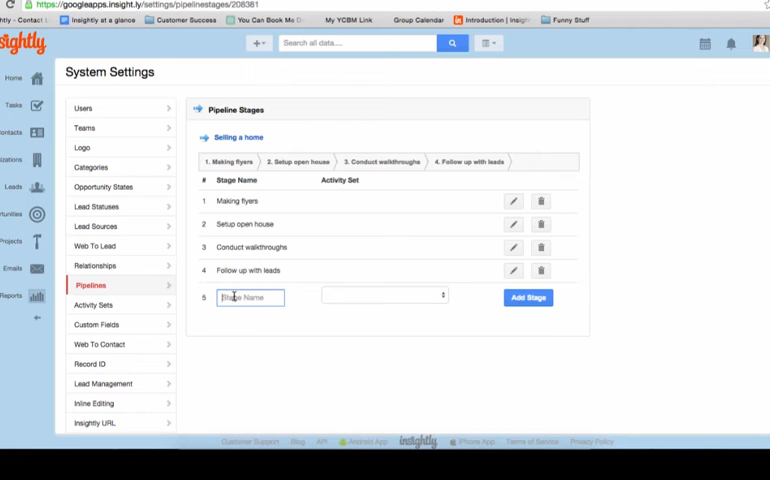 https://googleapps.insight.ly/settings/pipelinestages/208381
Insightly at a glance
Customer Success
You Can Book Me
My YCBM Link
Group Calendar
Introduction | Insigh
Funny Stuff
Search all data....
System Settings
Home
Tasks
Leads
Projects
Emails
Reports
Users
Teams
Logo
Categories
Opportunity States
Lead Statuses
Lead Sources
Web To Lead
Relationships
Pipelines
Activity Sets
Custom Fields
Web To Contact
Record ID
Lead Management
Inline Editing
Insightly URL
Pipeline Stages
Selling a home
1. Making flyers 2. Setup open house 3. Conduct walkthroughs 4. Follow up with leads
# Stage Name Activity Set
1 Making flyers
2 Setup open house
3 Conduct walkthroughs
4 Follow up with leads
5 Stage Name Add Stage
Customer Support Blog API Android App insightly iPhone App Terms of Service Privacy Policy